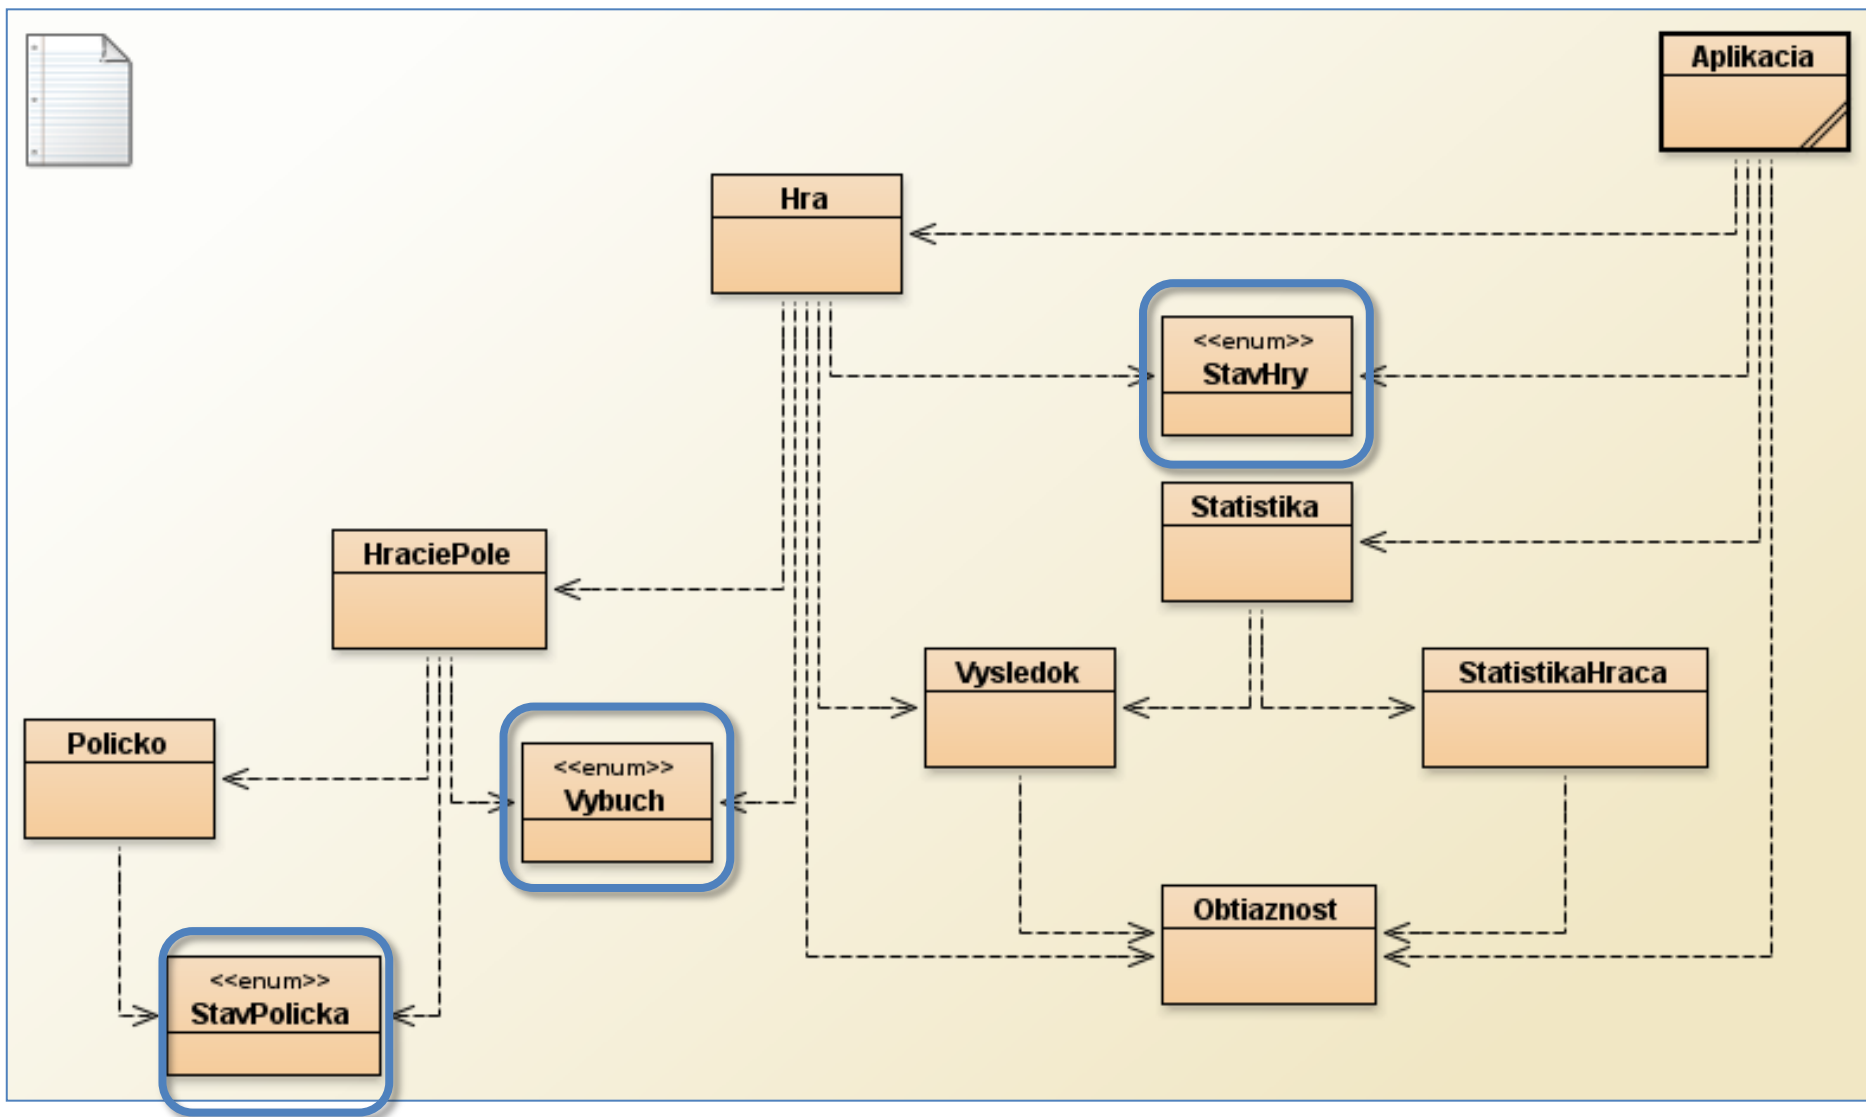 Aplikacia
Hra
<<enum>>
StavHry
Statistika
HraciePole
Vysledok
StatistikaHraca
Policko
<<enum>>
Vybuch
Obtiaznost
<<enum>>
StavPolicka